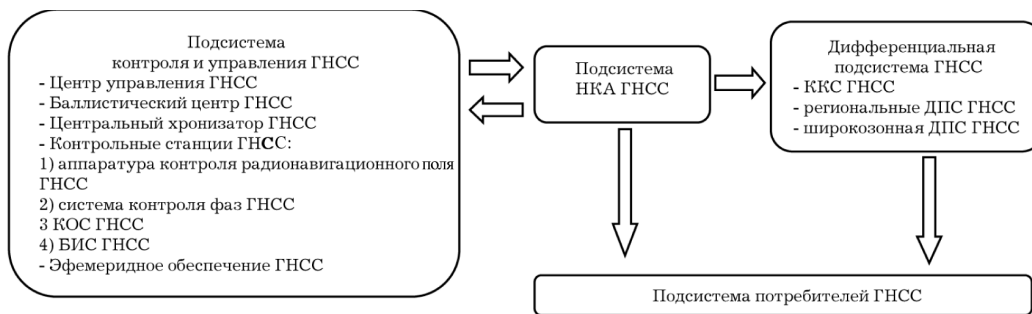 Подсистема
контроля и управления ГНСС
- Центр управления ГНСС
- Баллистический центр ГНСС
- Центральный хронизатор ГНСС
- Контрольные станции ГНСС:
1) аппаратура контроля радионавигационного поля
ГНСС
2) система контроля фаз ГНСС
3 КОС ГНСС
4) БИС ГНСС
- Эфемеридное обеспечение ГНСС
Подсистема
НКА ГНСС
Дифференциальная
подсистема ГНСС
- ККС ГНСС
- региональные ДПС ГНСС
- широкозонная ДПС ГНСС
Подсистема потребителей ГНСС